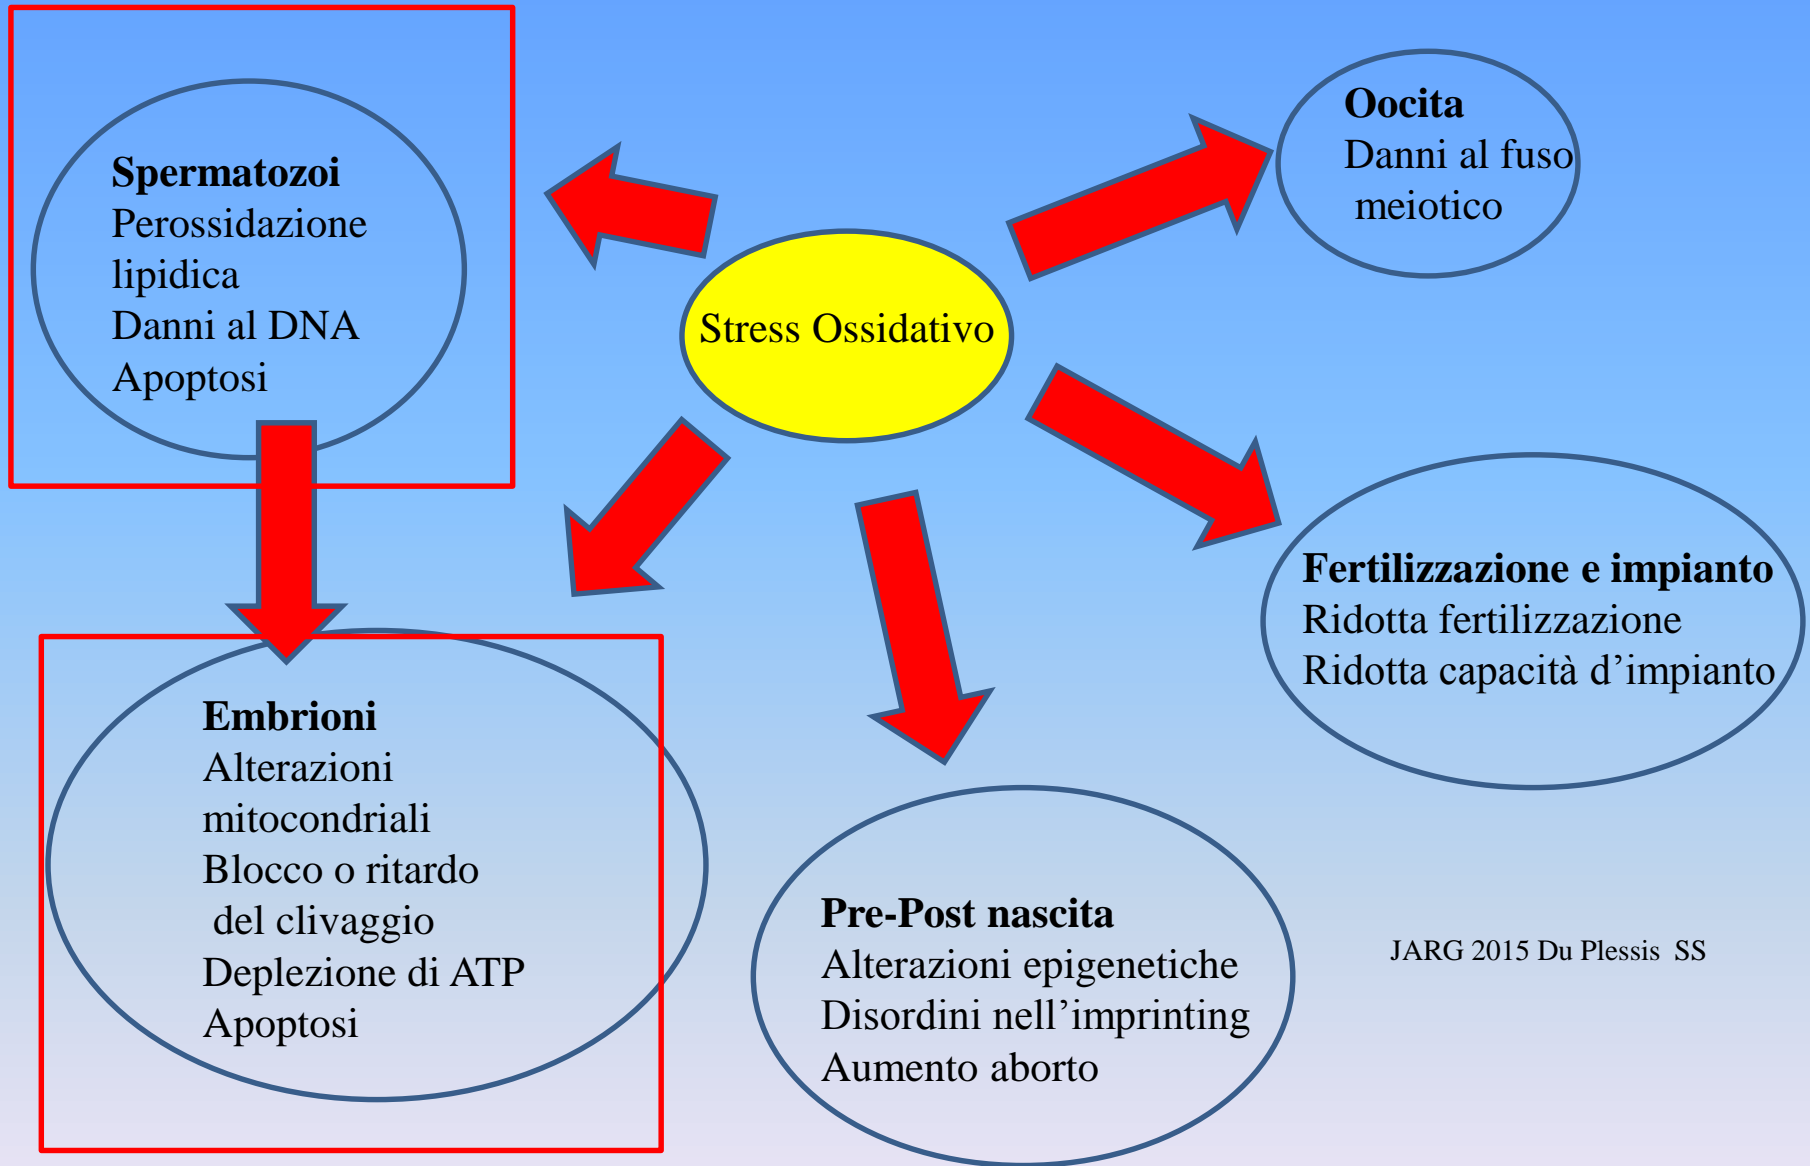 Spermatozoi
Perossidazione
lipidica
Danni al DNA
Apoptosi
Stress Ossidativo
Oocita
Danni al fuso
meiotico
Fertilizzazione e impianto
Ridotta fertilizzazione
Ridotta capacità d’impianto
Embrioni
Alterazioni
mitocondriali
Blocco o ritardo
del clivaggio
Deplezione di ATP
Apoptosi
Pre-Post nascita
Alterazioni epigenetiche
Disordini nell’imprinting
Aumento aborto
JARG 2015 Du Plessis SS